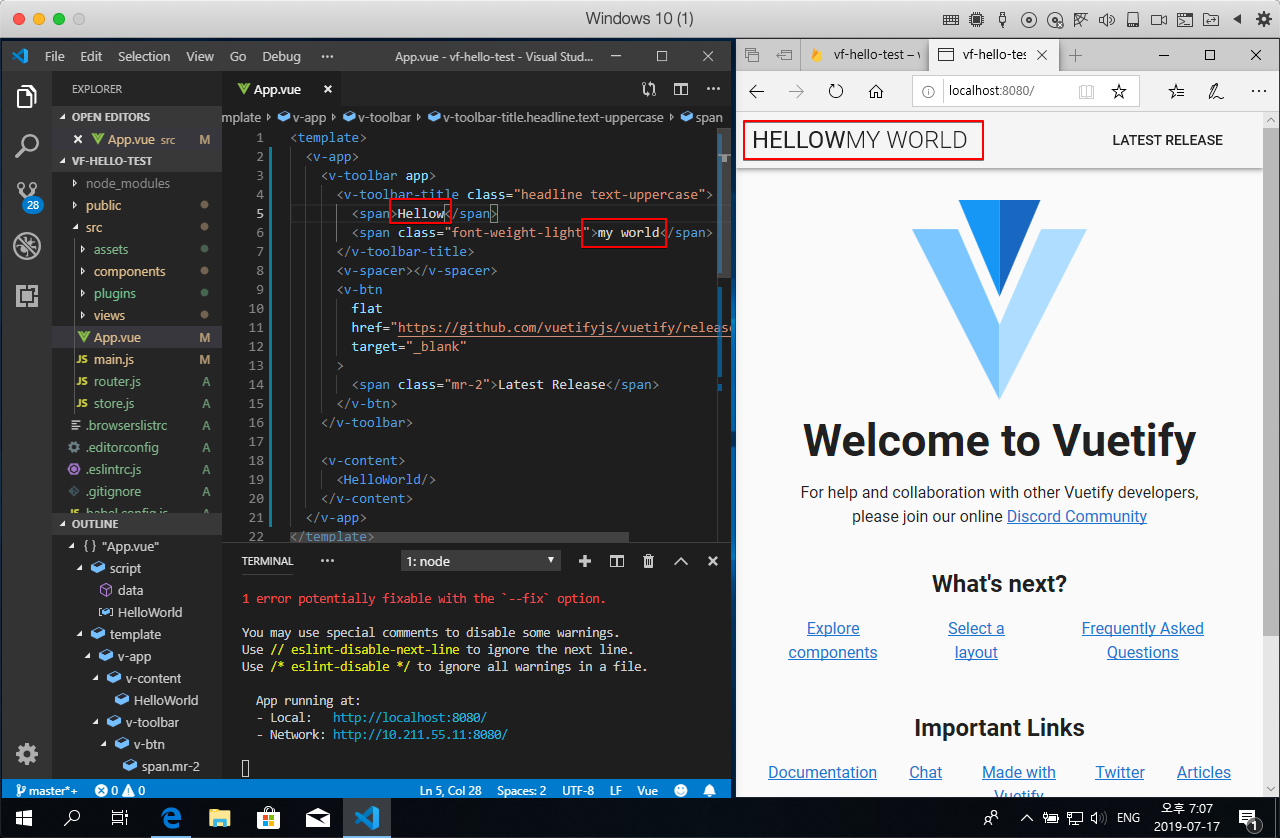 Windows 10 (1)
File Edit Selection View Go Debug ··· App.vue - vf-hello-test - Visual Stud...
vf-hello-test – v
vf-hello-tes
localhost:8080/
EXPLORER
OPEN EDITORS
App.vue src M
VF-HELLO-TEST
node_modules
public
src
assets
components
plugins
views
App.vue M
JS main.js M
JS router.js A
JS store.js A
.browserslistrc A
.editorconfig A
.eslintrc.js A
.gitignore A
babel.config.js A
28
OUTLINE
{ } "App.vue"
script
data
HelloWorld
template
v-app
v-content
HelloWorld
v-toolbar
v-btn
span.mr-2
App.vue
mplate v-app v-toolbar v-toolbar-title.headline.text-uppercase span
1 <template>
2 <v-app>
3 <v-toolbar app>
4 <v-toolbar-title class="headline text-uppercase">
5 <span>Hellow</span>
6 <span class="font-weight-light">my world</span>
7 </v-toolbar-title>
8 <v-spacer></v-spacer>
9 <v-btn
10 flat
11 href="https://github.com/vuetifyjs/vuetify/release
12 target="_blank"
13 >
14 <span class="mr-2">Latest Release</span>
15 </v-btn>
16 </v-toolbar>
17
18 <v-content>
19 <HelloWorld/>
20 </v-content>
21 </v-app>
22 </template>
TERMINAL ··· 1: node
1 error potentially fixable with the `--fix` option.
You may use special comments to disable some warnings.
Use // eslint-disable-next-line to ignore the next line.
Use /* eslint-disable */ to ignore all warnings in a file.
App running at:
- Local: http://localhost:8080/
- Network: http://10.211.55.11:8080/
master*+ 0 0 Ln 5, Col 28 Spaces: 2 UTF-8 LF Vue
HELLOWMY WORLD
LATEST RELEASE
Welcome to Vuetify
For help and collaboration with other Vuetify developers,
please join our online Discord Community
What's next?
Explore components
Select a layout
Frequently Asked Questions
Important Links
Documentation Chat Made with Vuetify Twitter Articles
ENG
오후 7:07
2019-07-17
1